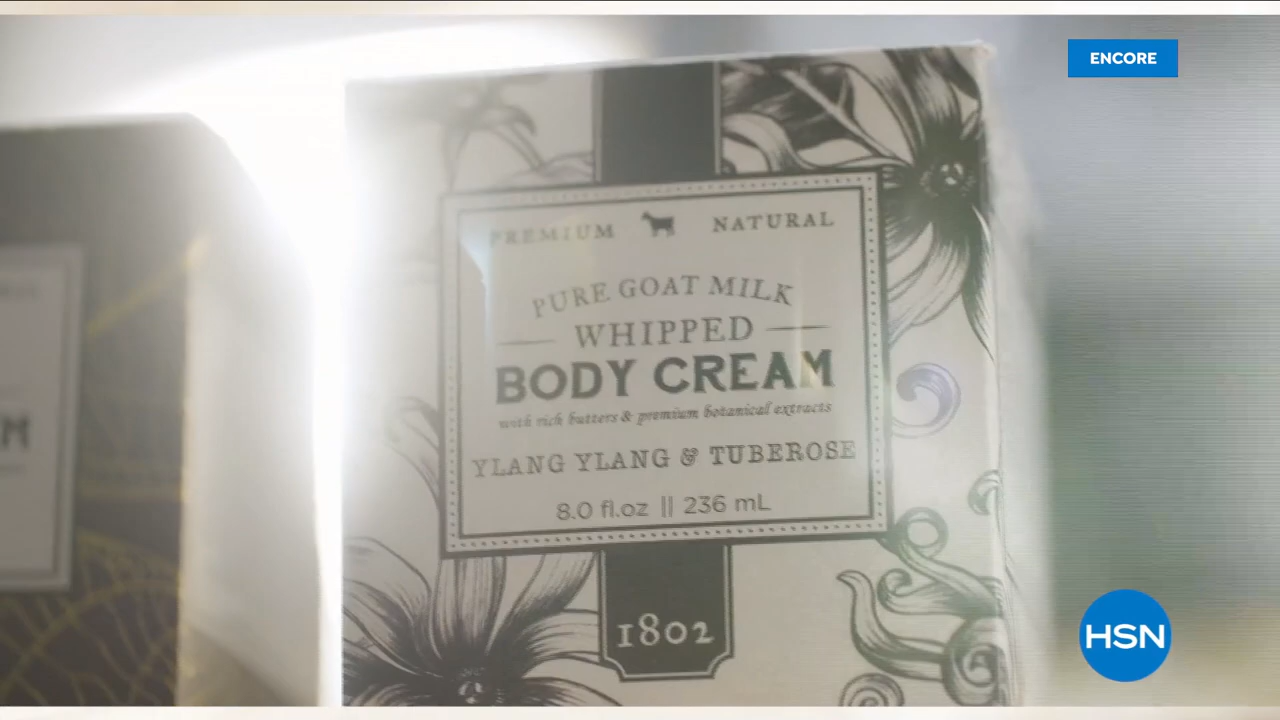 ENCORE
PREMIUM NATURAL
PURE GOAT MILK
WHIPPED
BODY CREAM
with rich butters & premium botanical extracts
YLANG YLANG & TUBEROSE
8.0 fl.oz || 236 mL
1802
HSN